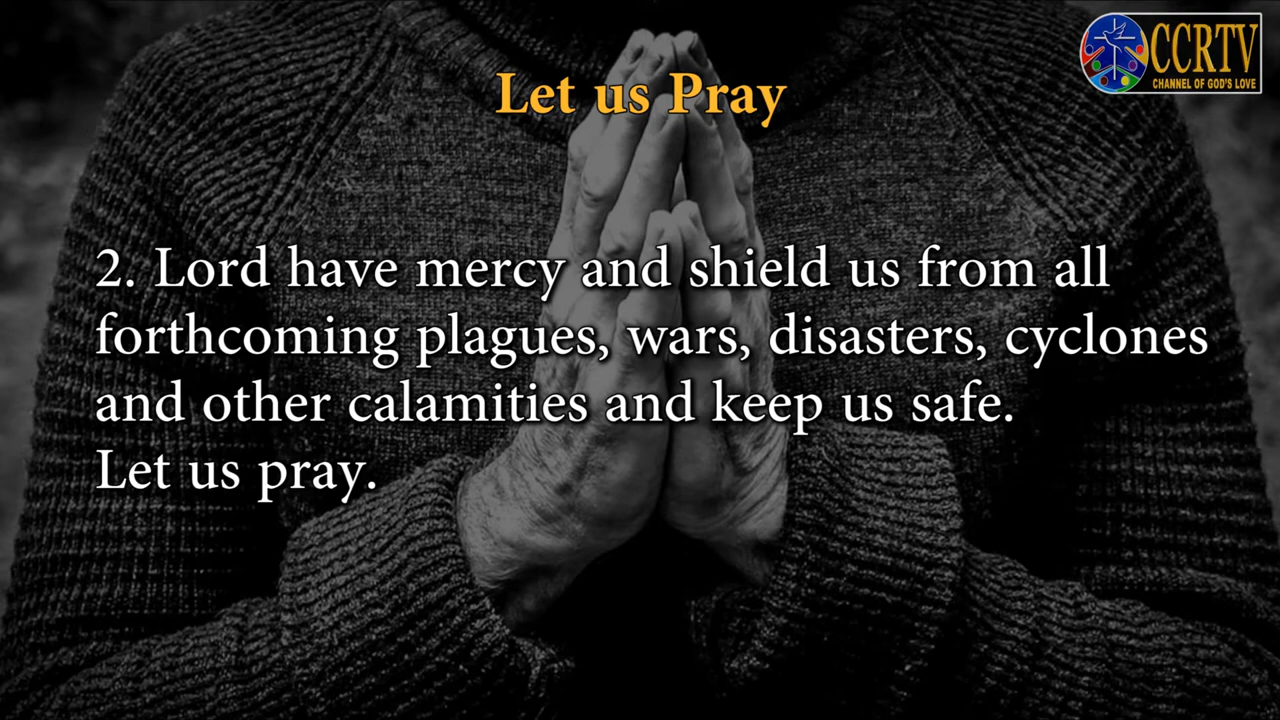 CCRTV
CHANNEL OF GOD'S LOVE
Let us Pray
2. Lord have mercy and shield us from all
forthcoming plagues, wars, disasters, cyclones
and other calamities and keep us safe.
Let us pray.